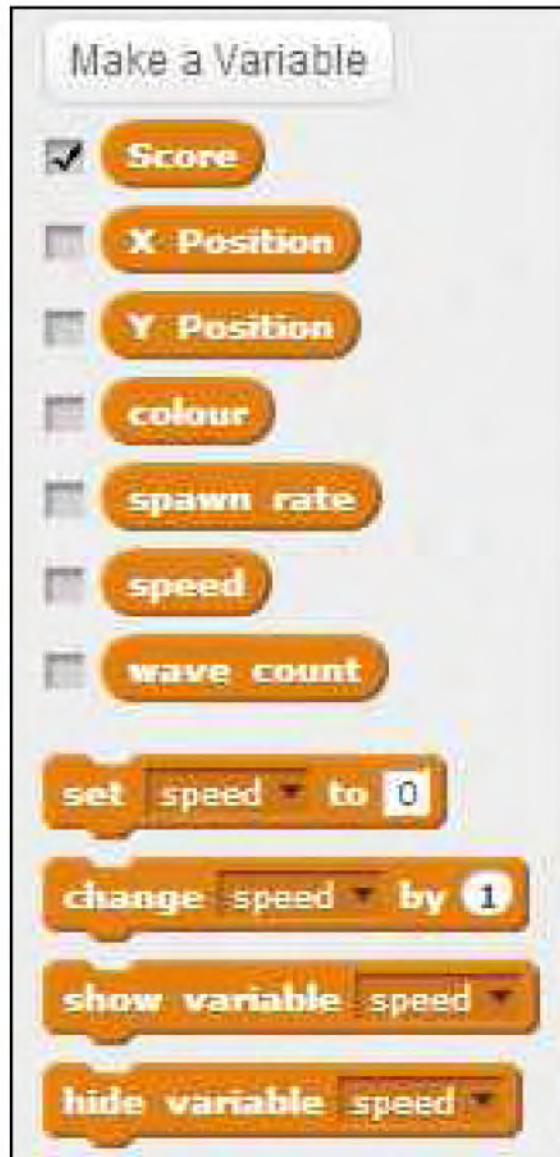 Make a Variable
Score
X Position
Y Position
colour
spawn rate
speed
wave count
set speed to 0
change speed by 1
show variable speed
hide variable speed